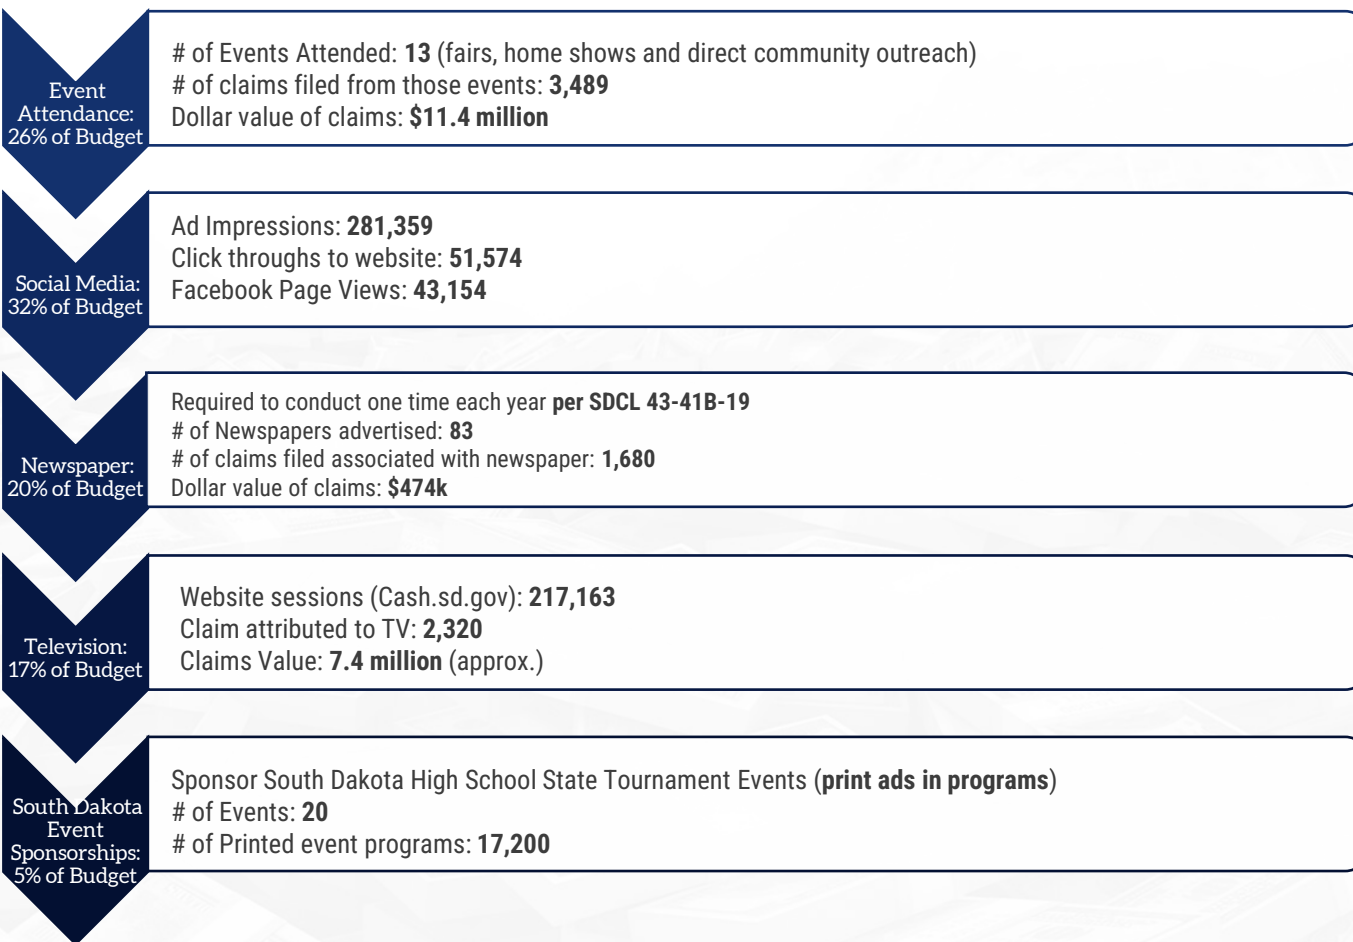 Event
Attendance:
26% of Budget
# of Events Attended: 13 (fairs, home shows and direct community outreach)
# of claims filed from those events: 3,489
Dollar value of claims: $11.4 million
Social Media:
32% of Budget
Ad Impressions: 281,359
Click throughs to website: 51,574
Facebook Page Views: 43,154
Newspaper:
20% of Budget
Required to conduct one time each year per SDCL 43-41B-19
# of Newspapers advertised: 83
# of claims filed associated with newspaper: 1,680
Dollar value of claims: $474k
Television:
17% of Budget
Website sessions (Cash.sd.gov): 217,163
Claim attributed to TV: 2,320
Claims Value: 7.4 million (approx.)
South Dakota
Event
Sponsorships:
5% of Budget
Sponsor South Dakota High School State Tournament Events (print ads in programs)
# of Events: 20
# of Printed event programs: 17,200